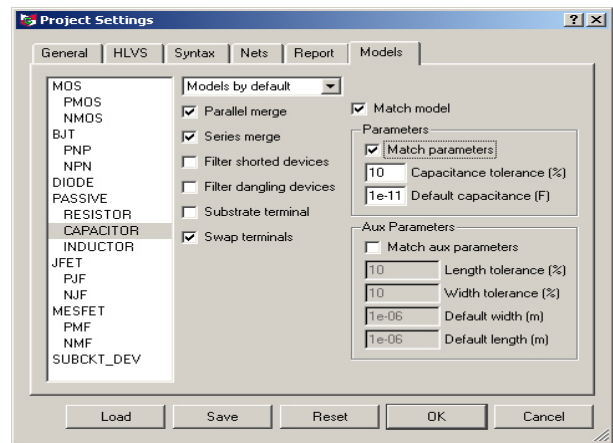 Project Settings
General HLVS Syntax Nets Report Models
MOS
PMOS
NMOS
BJT
PNP
NPN
DIODE
PASSIVE
RESISTOR
CAPACITOR
INDUCTOR
JFET
PJF
NJF
MESFET
PMF
NMF
SUBCKT_DEV
Models by default
Parallel merge
Series merge
Filter shorted devices
Filter dangling devices
Substrate terminal
Swap terminals
Match model
Parameters
Match parameters
10 Capacitance tolerance (%)
1e-11 Default capacitance (F)
Aux Parameters
Match aux parameters
10 Length tolerance (%)
10 Width tolerance (%)
1e-06 Default width (m)
1e-06 Default length (m)
Load Save Reset OK Cancel